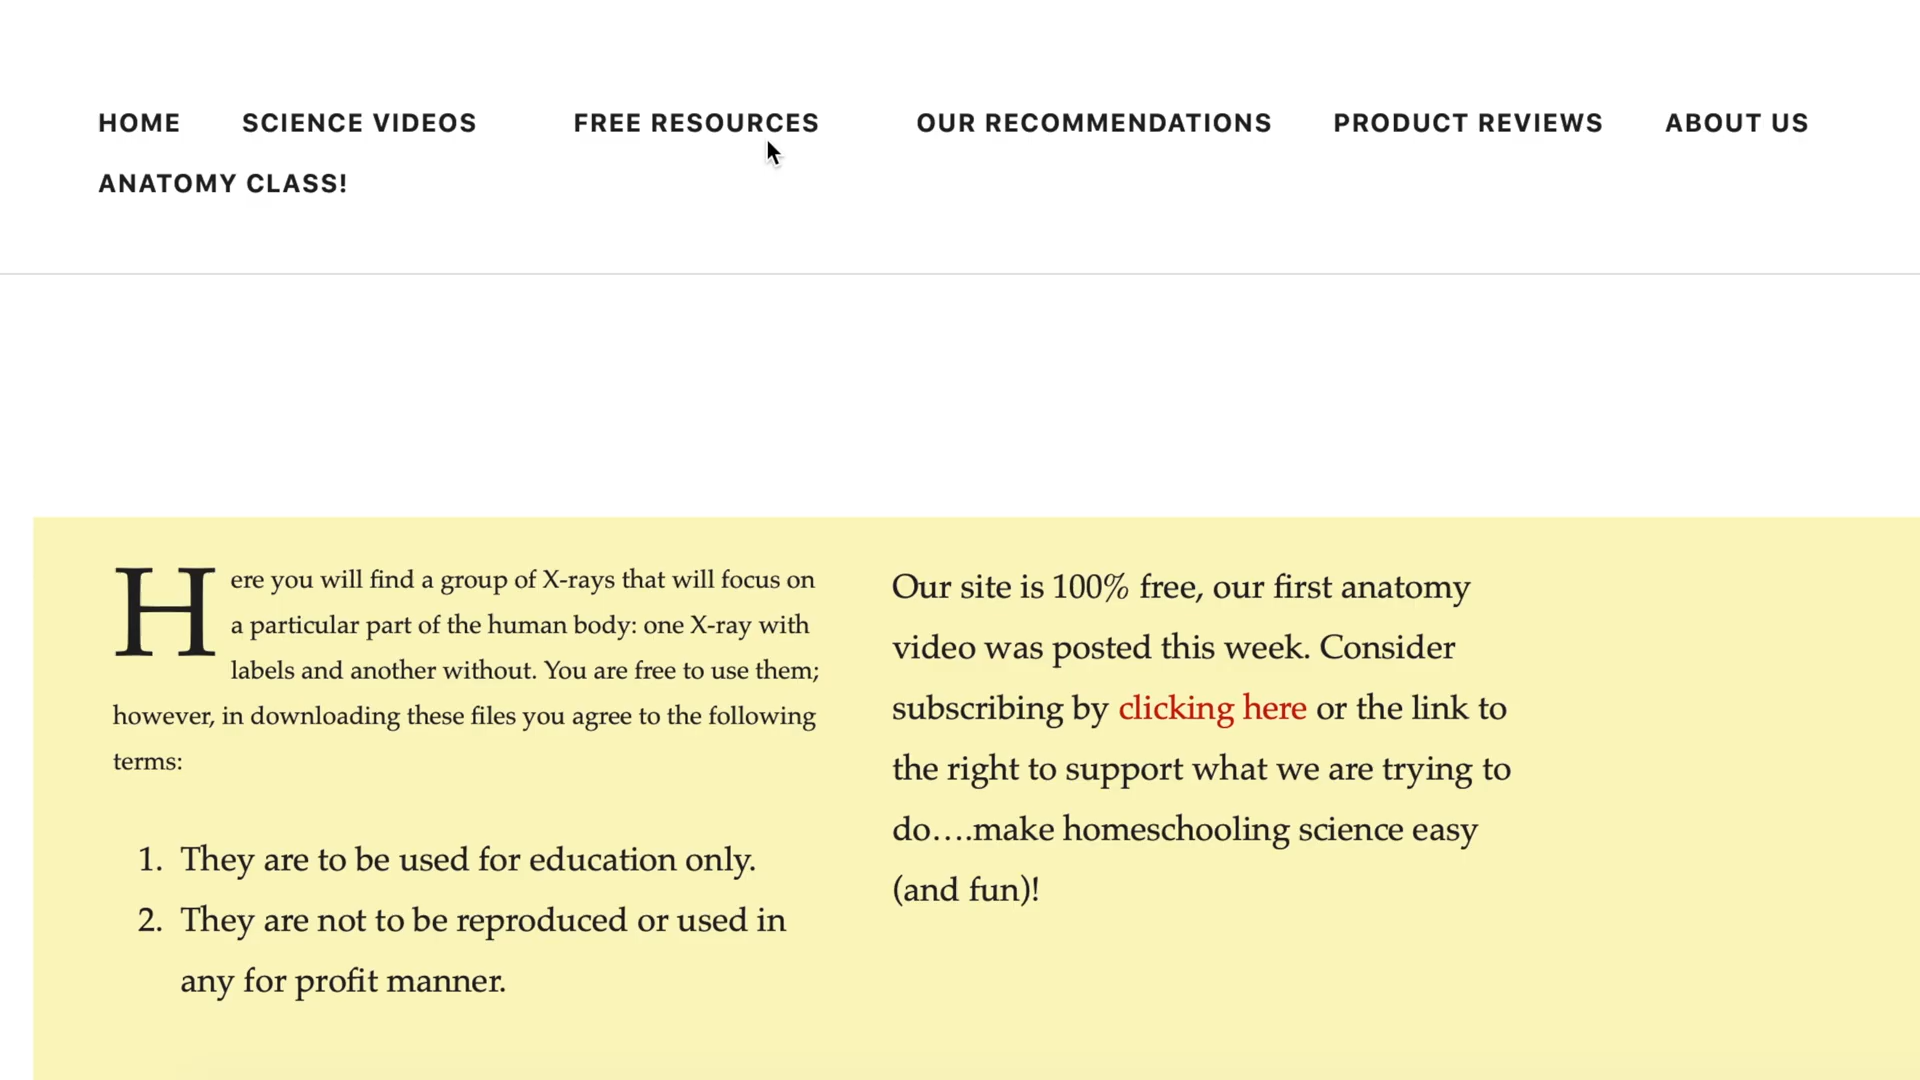 HOME SCIENCE VIDEOS FREE RESOURCES OUR RECOMMENDATIONS PRODUCT REVIEWS ABOUT US
ANATOMY CLASS!
Here you will find a group of X-rays that will focus on
a particular part of the human body: one X-ray with
labels and another without. You are free to use them;
however, in downloading these files you agree to the following
terms:
1. They are to be used for education only.
2. They are not to be reproduced or used in
any for profit manner.
Our site is 100% free, our first anatomy
video was posted this week. Consider
subscribing by clicking here or the link to
the right to support what we are trying to
do….make homeschooling science easy
(and fun)!